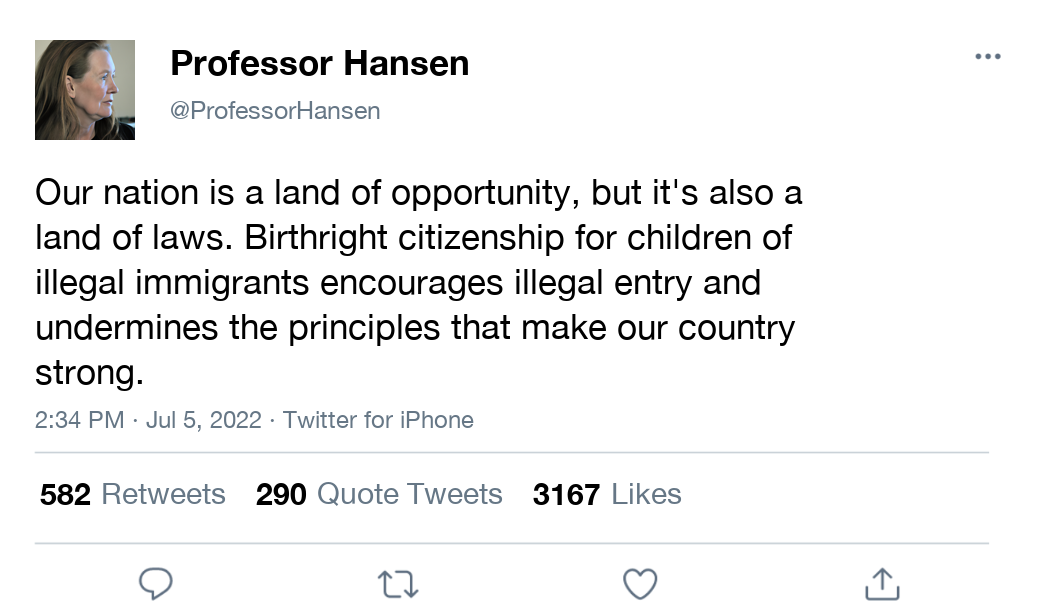 Professor Hansen
@ProfessorHansen
Our nation is a land of opportunity, but it's also a
land of laws. Birthright citizenship for children of
illegal immigrants encourages illegal entry and
undermines the principles that make our country
strong.
2:34 PM · Jul 5, 2022 · Twitter for iPhone
582 Retweets 290 Quote Tweets 3167 Likes